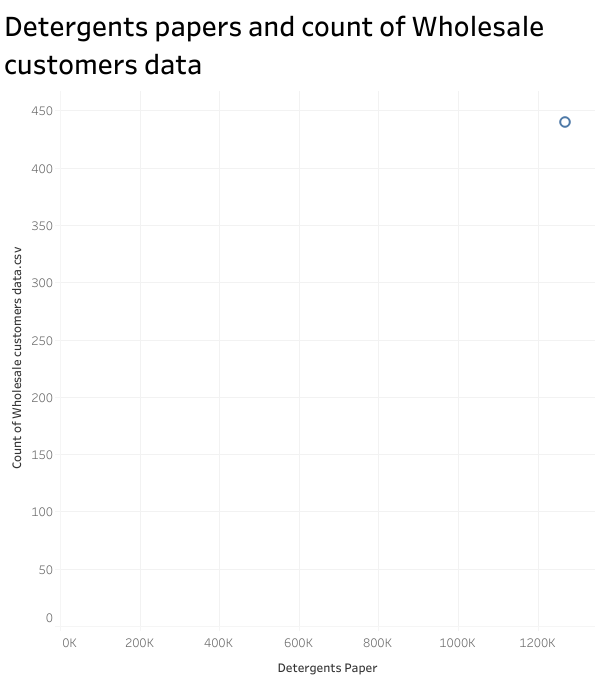 Detergents papers and count of Wholesale
customers data
450
400
350
300
250
200
150
100
50
0
Count of Wholesale customers data.csv
0K 200K 400K 600K 800K 1000K 1200K
Detergents Paper